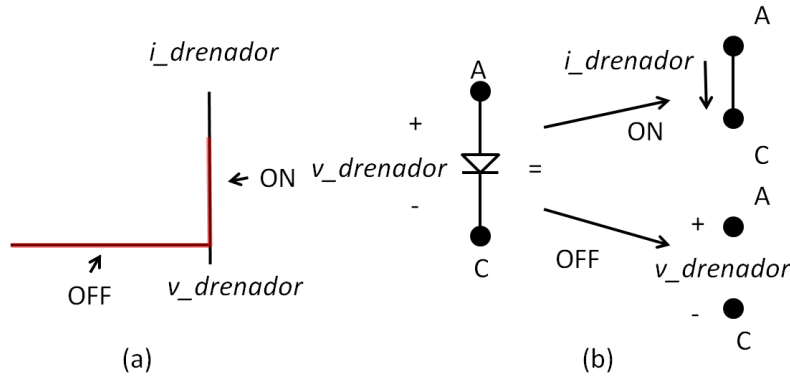 i_drenador
ON
v_drenador
OFF
(a)
A
+
v_drenador
-
C
=
ON
OFF
A
i_drenador
C
A
+
v_drenador
-
C
(b)